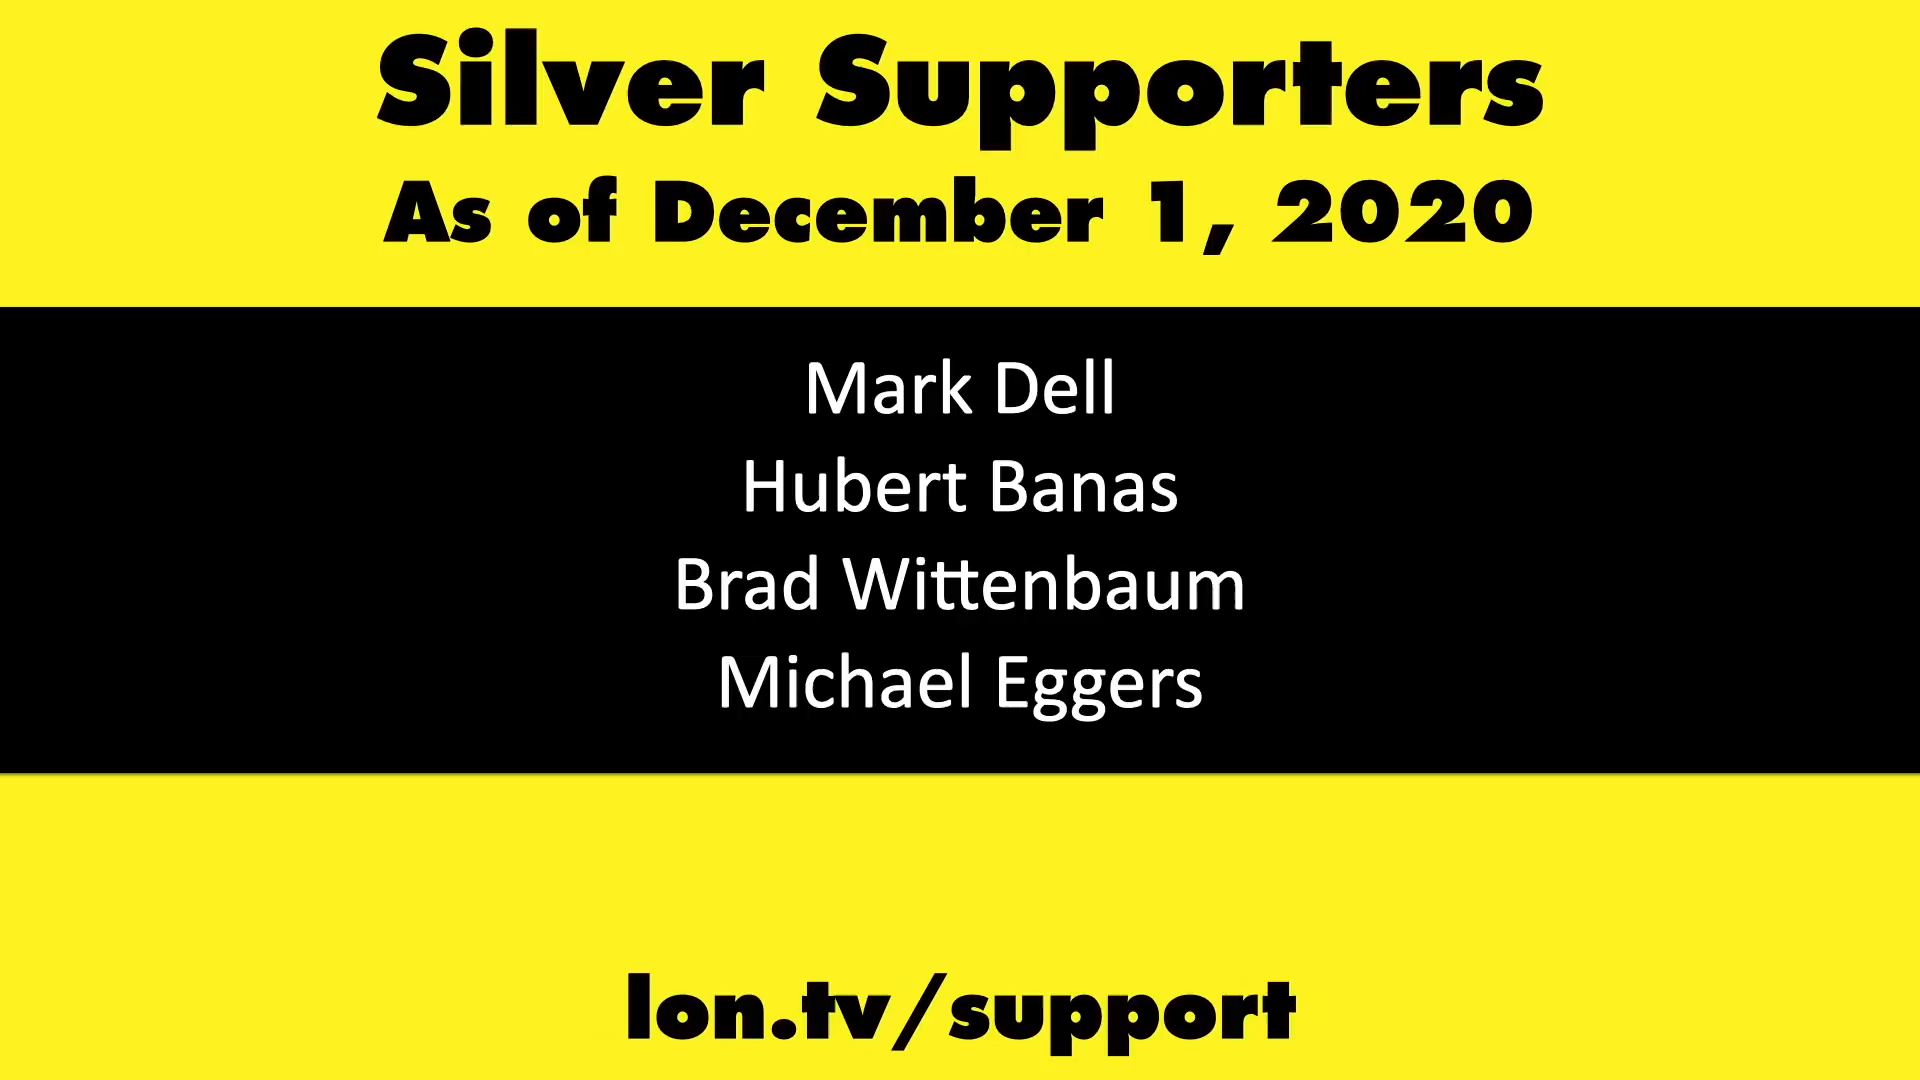 Silver Supporters
As of December 1, 2020
Mark Dell
Hubert Banas
Brad Wittenbaum
Michael Eggers
lon.tv/support